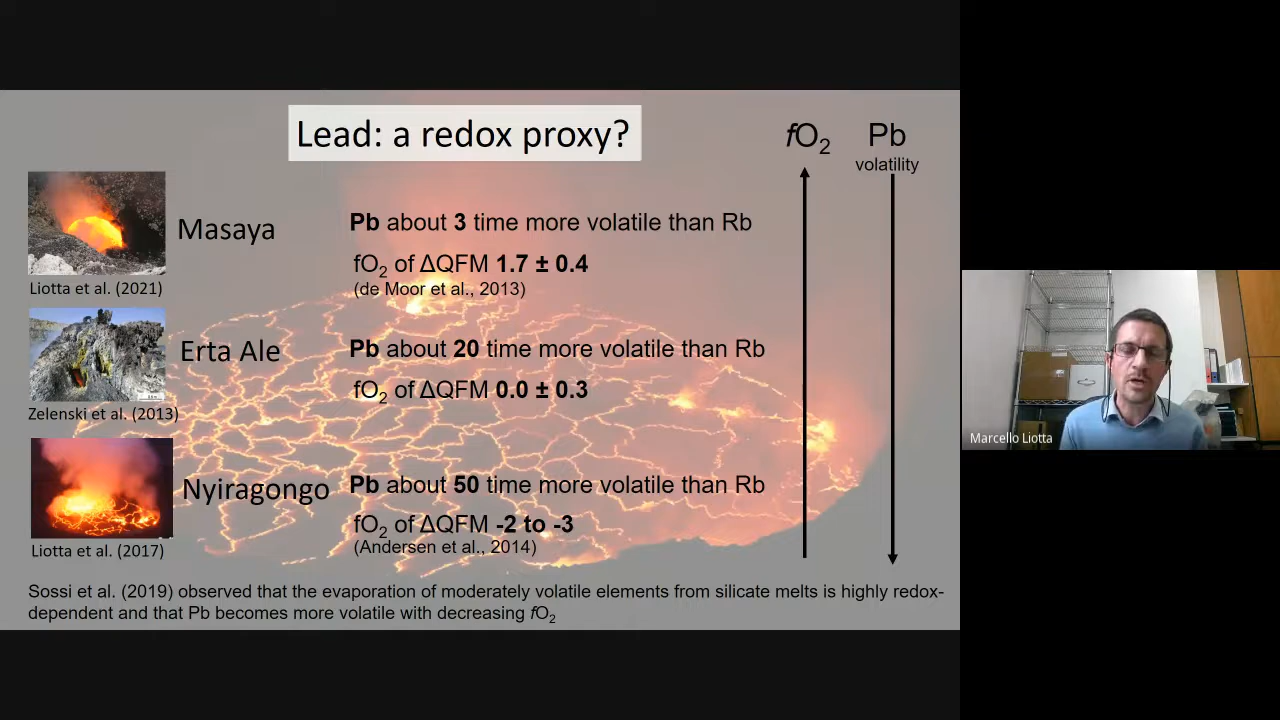 Lead: a redox proxy?
fO₂
Pb
volatility
Masaya
Liotta et al. (2021)
Pb about 3 time more volatile than Rb
fO₂ of ΔQFM 1.7 ± 0.4
(de Moor et al., 2013)
Erta Ale
Zelenski et al. (2013)
Pb about 20 time more volatile than Rb
fO₂ of ΔQFM 0.0 ± 0.3
Nyiragongo
Liotta et al. (2017)
Pb about 50 time more volatile than Rb
fO₂ of ΔQFM -2 to -3
(Andersen et al., 2014)
Sossi et al. (2019) observed that the evaporation of moderately volatile elements from silicate melts is highly redox-
dependent and that Pb becomes more volatile with decreasing fO₂
Marcello Liotta